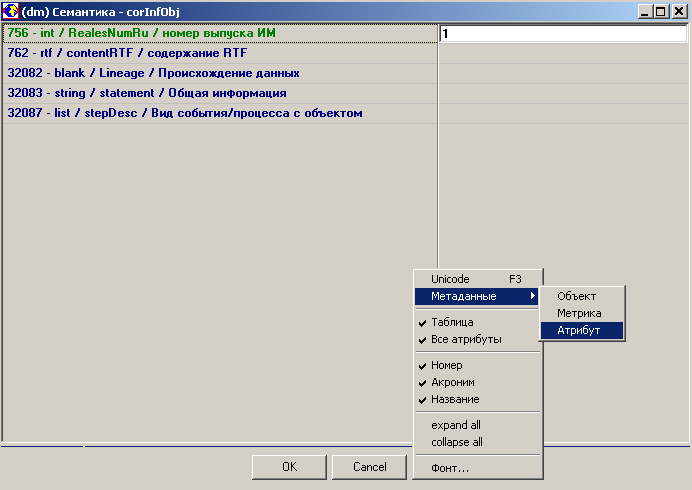 (dm) Семантика - corInfObj
756 - int / RealesNumRu / номер выпуска ИМ 1
762 - rtf / contentRTF / содержание RTF
32082 - blank / Lineage / Происхождение данных
32083 - string / statement / Общая информация
32087 - list / stepDesc / Вид события/процесса с объектом
Unicode F3
Метаданные
Объект
Метрика
Атрибут
Таблица
Все атрибуты
Номер
Акроним
Название
expand all
collapse all
Фонт...
OK Cancel